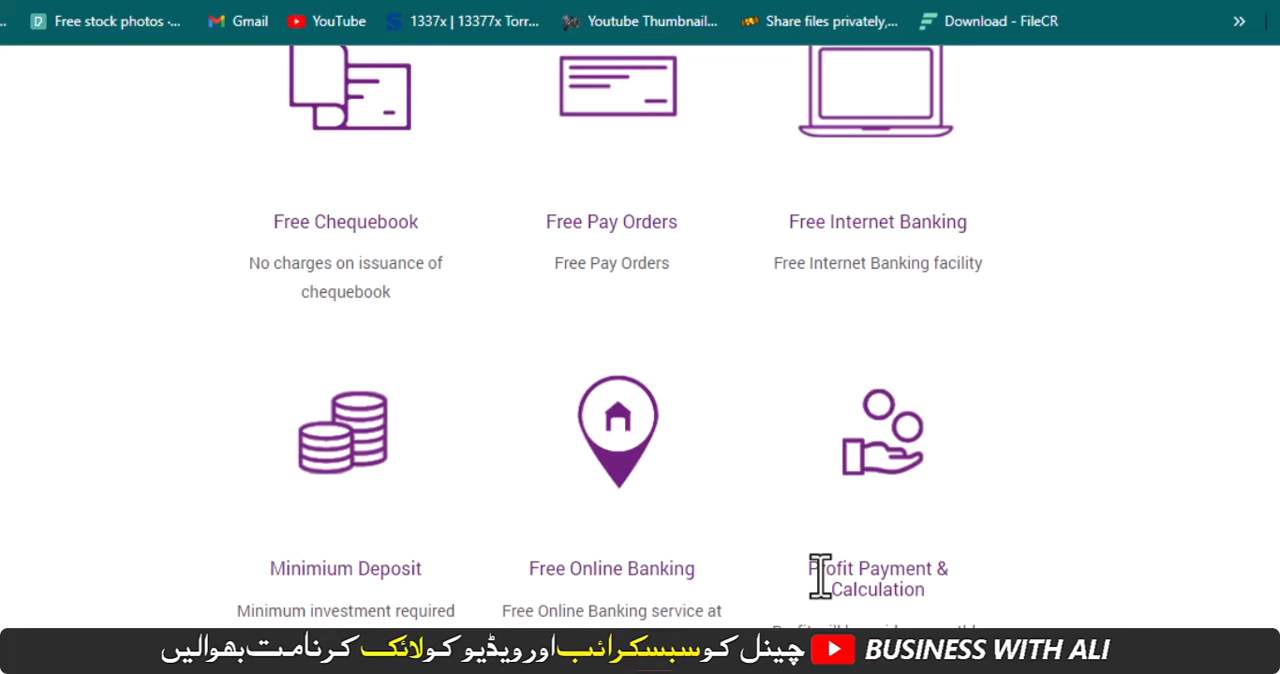 Free stock photos -...
Gmail
YouTube
1337x | 13377x Torr...
Youtube Thumbnail...
Share files privately,...
Download - FileCR
»
Free Chequebook
No charges on issuance of
chequebook
Free Pay Orders
Free Pay Orders
Free Internet Banking
Free Internet Banking facility
Minimium Deposit
Minimum investment required
Free Online Banking
Free Online Banking service at
Profit Payment &
Calculation
چینل کو سبسکرائب اور ویڈیو کو لائک کرنا مت بھوالیں
BUSINESS WITH ALI